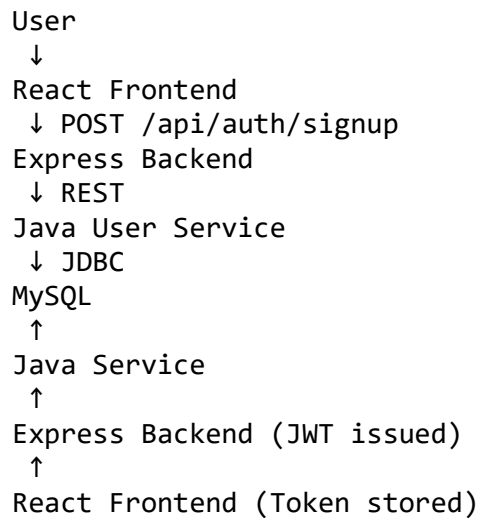 User
↓
React Frontend
↓ POST /api/auth/signup
Express Backend
↓ REST
Java User Service
↓ JDBC
MySQL
↑
Java Service
↑
Express Backend (JWT issued)
↑
React Frontend (Token stored)